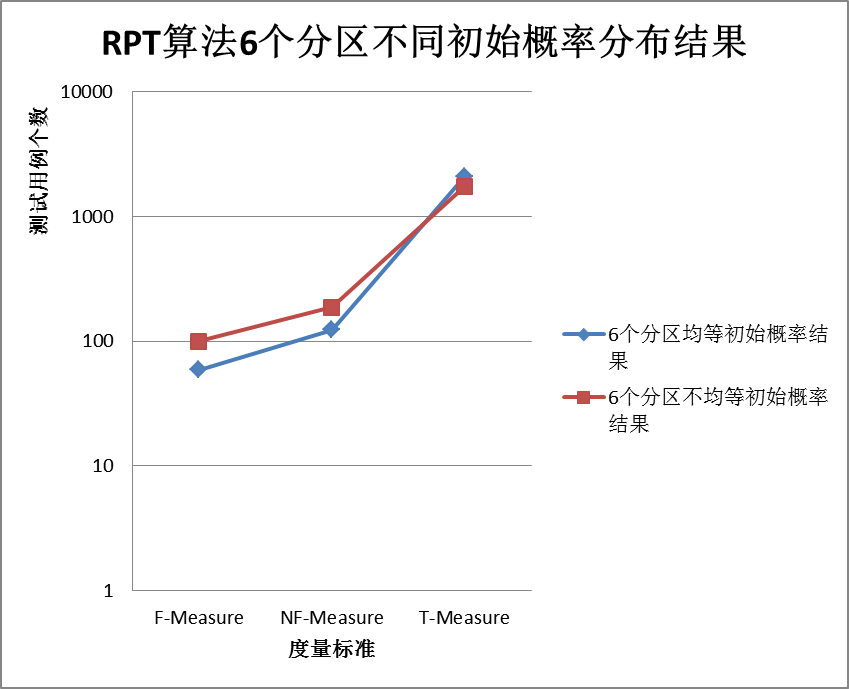 RPT算法6个分区不同初始概率分布结果
测试用例个数
10000
1000
100
10
1
F-Measure
NF-Measure
T-Measure
度量标准
6个分区均等初始概率结
果
6个分区不均等初始概率
结果